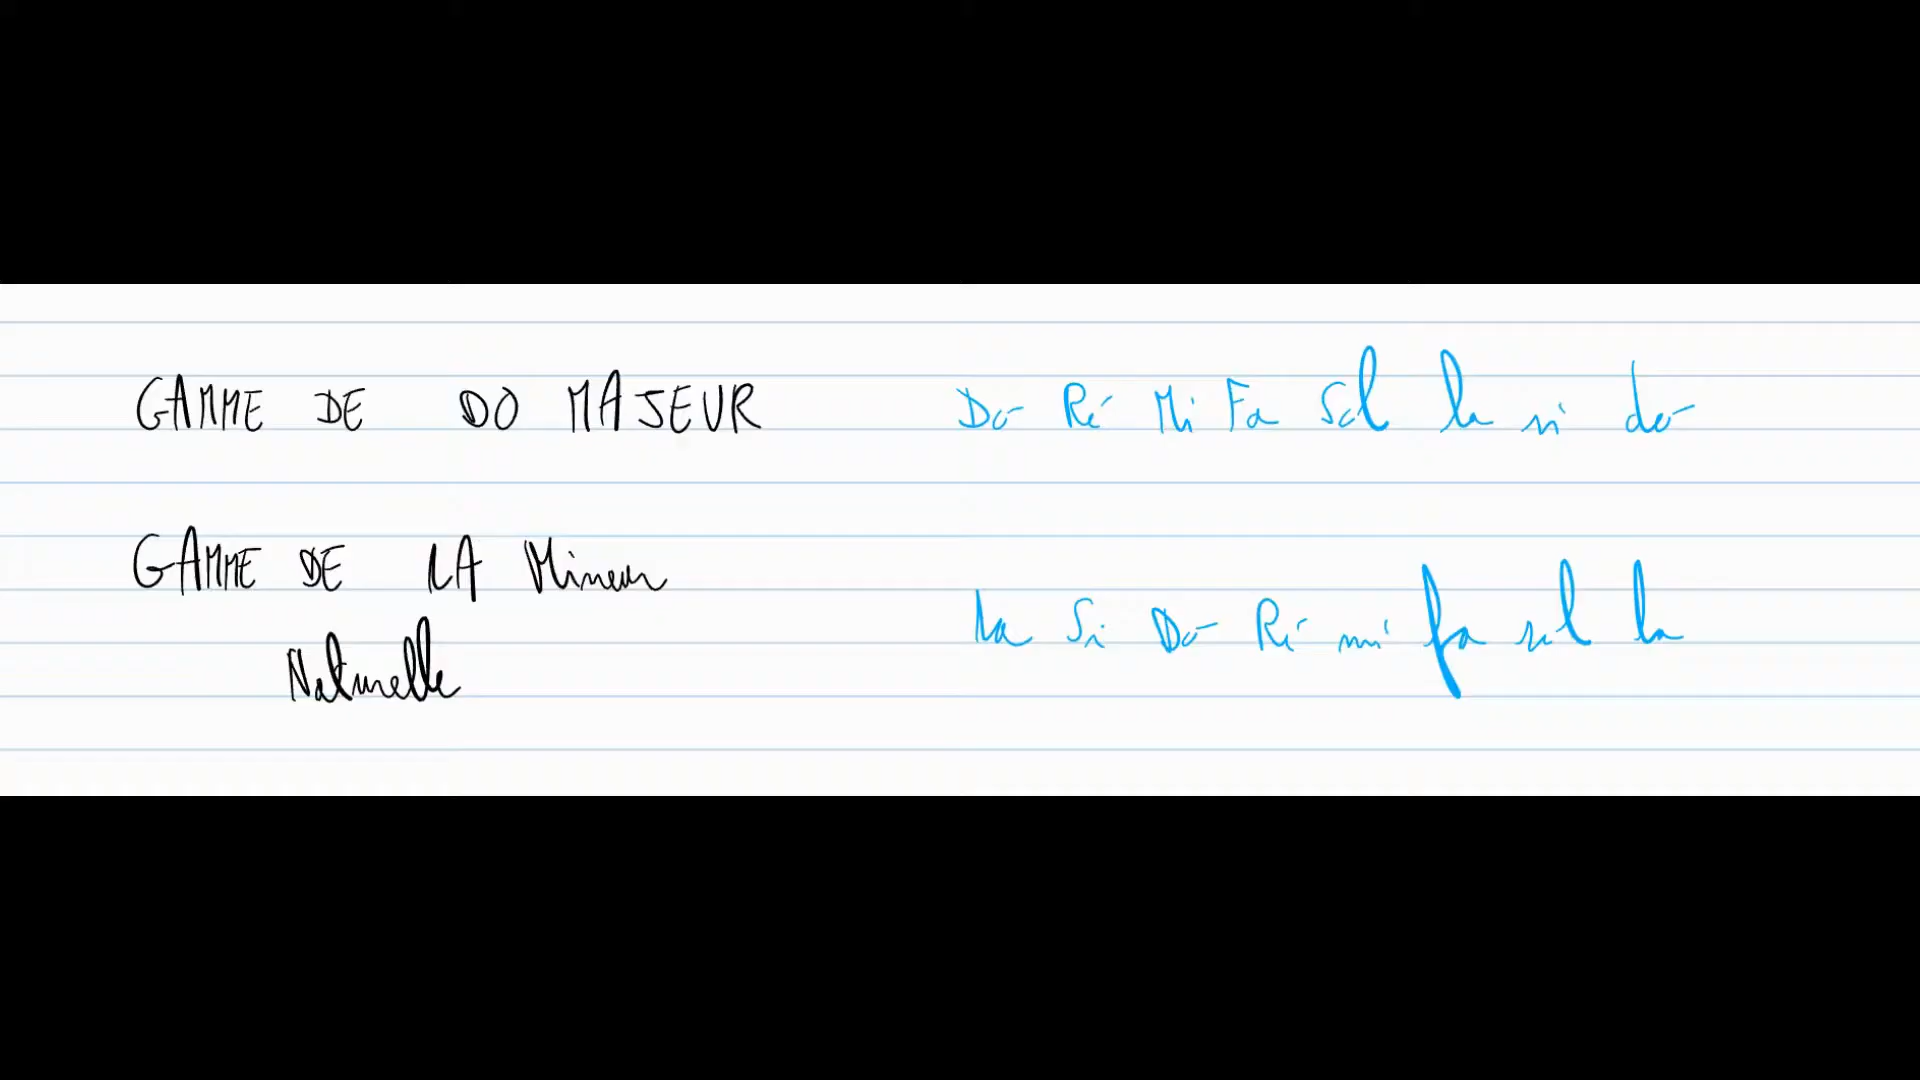 GAMME DE DO MAJEUR Do Ré Mi Fa Sol la si do
GAMME DE LA Mineur
La Si Do Ré mi fa sol la
Naturelle